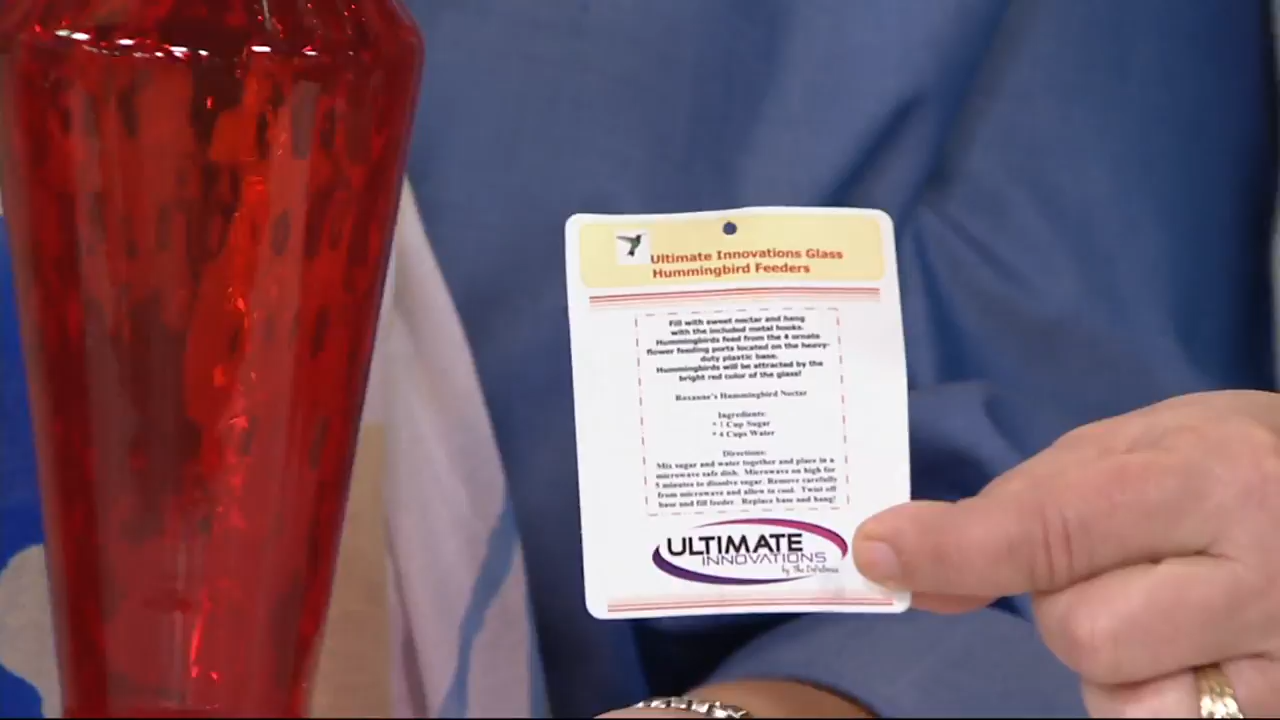 Ultimate Innovations Glass
Hummingbird Feeders
Fill with sweet nectar and hang
with the included metal hooks.
Hummingbirds feed from the 4 ornate
flower feeding ports located on the heavy-
duty plastic base.
Hummingbirds will be attracted by the
bright red color of the glass!
Roxanne's Hummingbird Nectar
Ingredients:
* 1 Cup Sugar
* 4 Cups Water
Directions:
Mix sugar and water together and place in a
microwave safe dish. Microwave on high for
5 minutes to dissolve sugar. Remove carefully
from microwave and allow to cool. Twist off
base and fill feeder. Replace base and hang!
ULTIMATE
INNOVATIONS
by The DePalmas